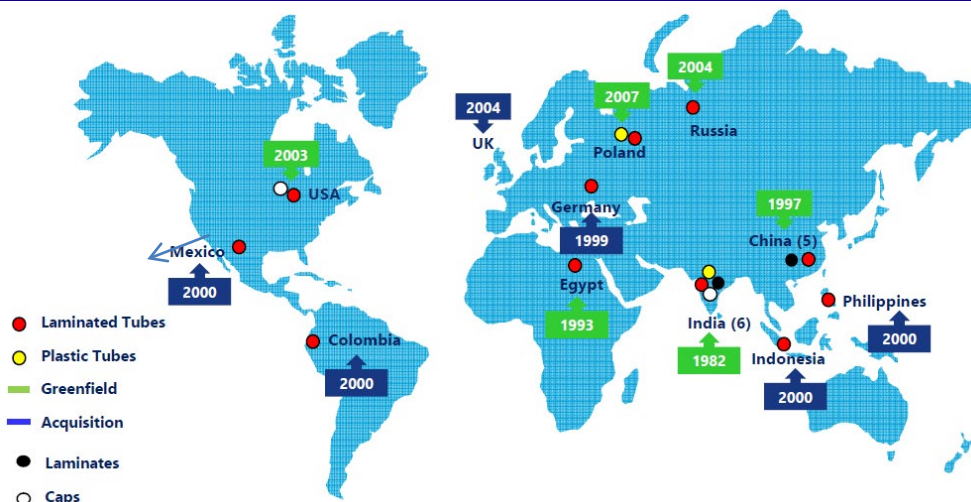 2004
2007
2004
UK
Russia
Poland
2003
USA
1997
Germany
China (5)
1999
Mexico
Egypt
2000
Philippines
India (6)
1993
2000
Laminated Tubes
Colombia
1982
Indonesia
Plastic Tubes
2000
2000
Greenfield
Acquisition
Laminates
Caps